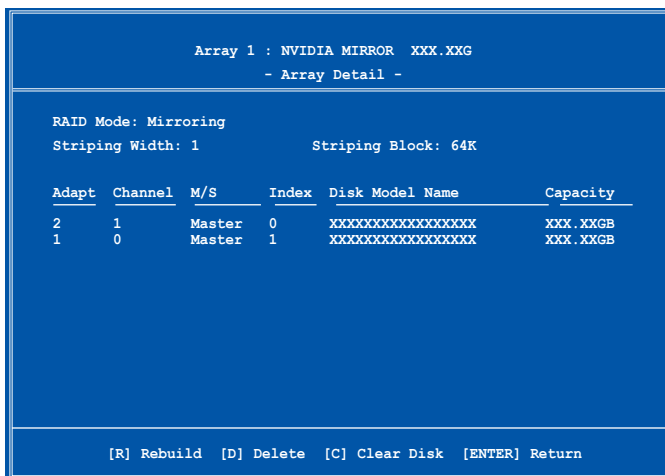 Array 1 : NVIDIA MIRROR XXX.XXG
- Array Detail -
RAID Mode: Mirroring
Striping Width: 1 Striping Block: 64K
Adapt Channel M/S Index Disk Model Name Capacity
2 1 Master 0 XXXXXXXXXXXXXXXXX XXX.XXGB
1 0 Master 1 XXXXXXXXXXXXXXXXX XXX.XXGB
[R] Rebuild [D] Delete [C] Clear Disk [ENTER] Return